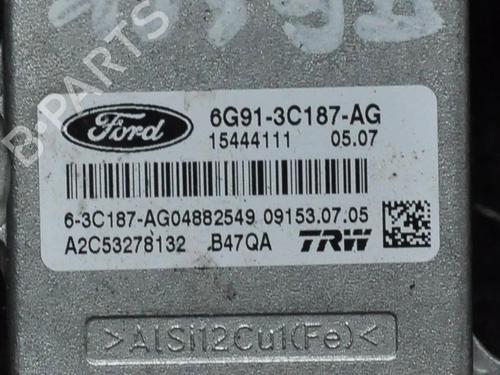 Ford
6G91-3C187-AG
15444111 05.07
6-3C187-AG04882549 09153.07.05
A2C53278132 .B47QA TRW
>AlSi12Cu1(Fe)<
B-PARTS